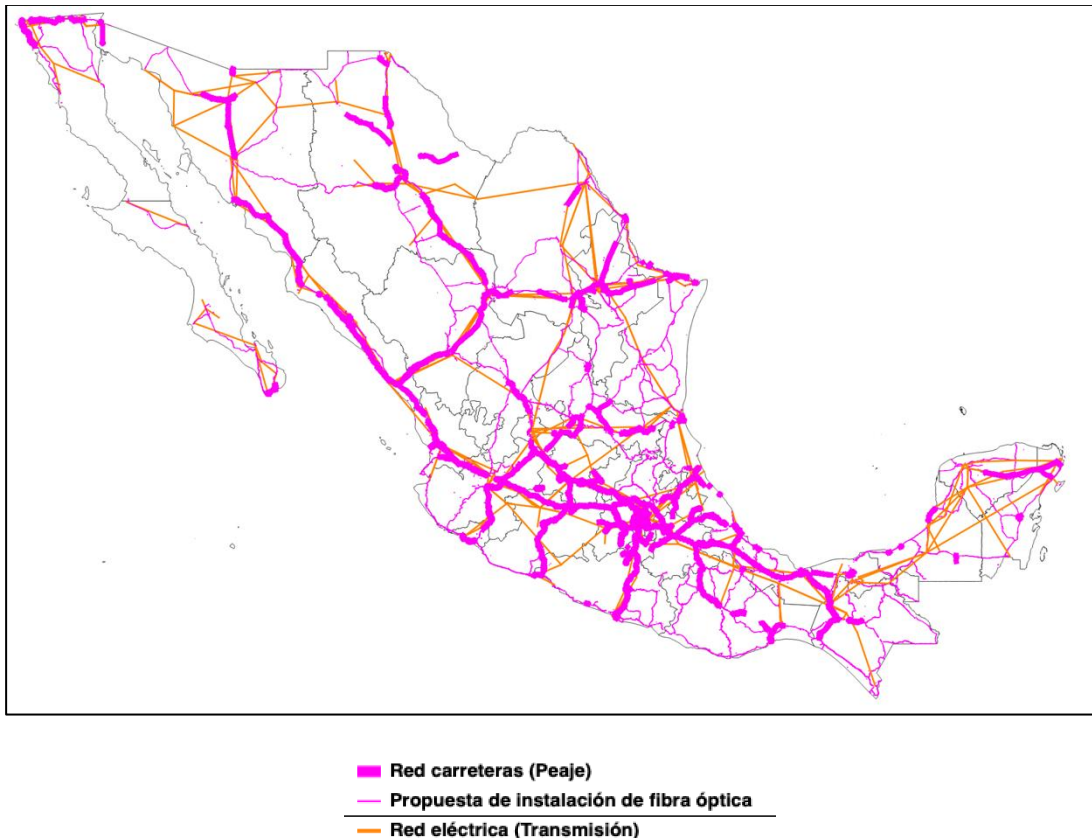 Red carreteras (Peaje)
Propuesta de instalación de fibra óptica
Red eléctrica (Transmisión)